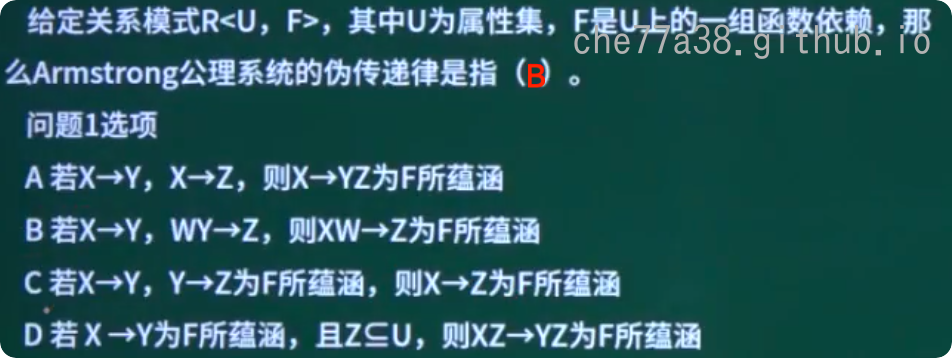 给定关系模式R<U，F>，其中U为属性集，F是U上的一组函数依赖，那
che77a38.github.io
么Armstrong公理系统的伪传递律是指（B）。
问题1选项
A 若X→Y，X→Z，则X→YZ为F所蕴涵
B 若X→Y，WY→Z，则XW→Z为F所蕴涵
C 若X→Y，Y→Z为F所蕴涵，则X→Z为F所蕴涵
D 若 X →Y为F所蕴涵，且Z⊆U，则XZ→YZ为F所蕴涵